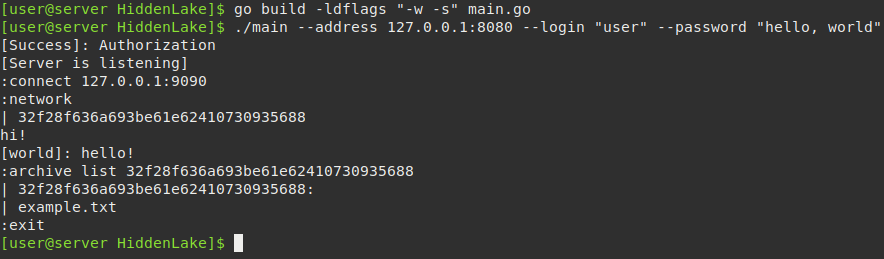 [user@server HiddenLake]$ go build -ldflags "-w -s" main.go
[user@server HiddenLake]$ ./main --address 127.0.0.1:8080 --login "user" --password "hello, world"
[Success]: Authorization
[Server is listening]
:connect 127.0.0.1:9090
:network
| 32f28f636a693be61e62410730935688
hi!
[world]: hello!
:archive list 32f28f636a693be61e62410730935688
| 32f28f636a693be61e62410730935688:
| example.txt
:exit
[user@server HiddenLake]$